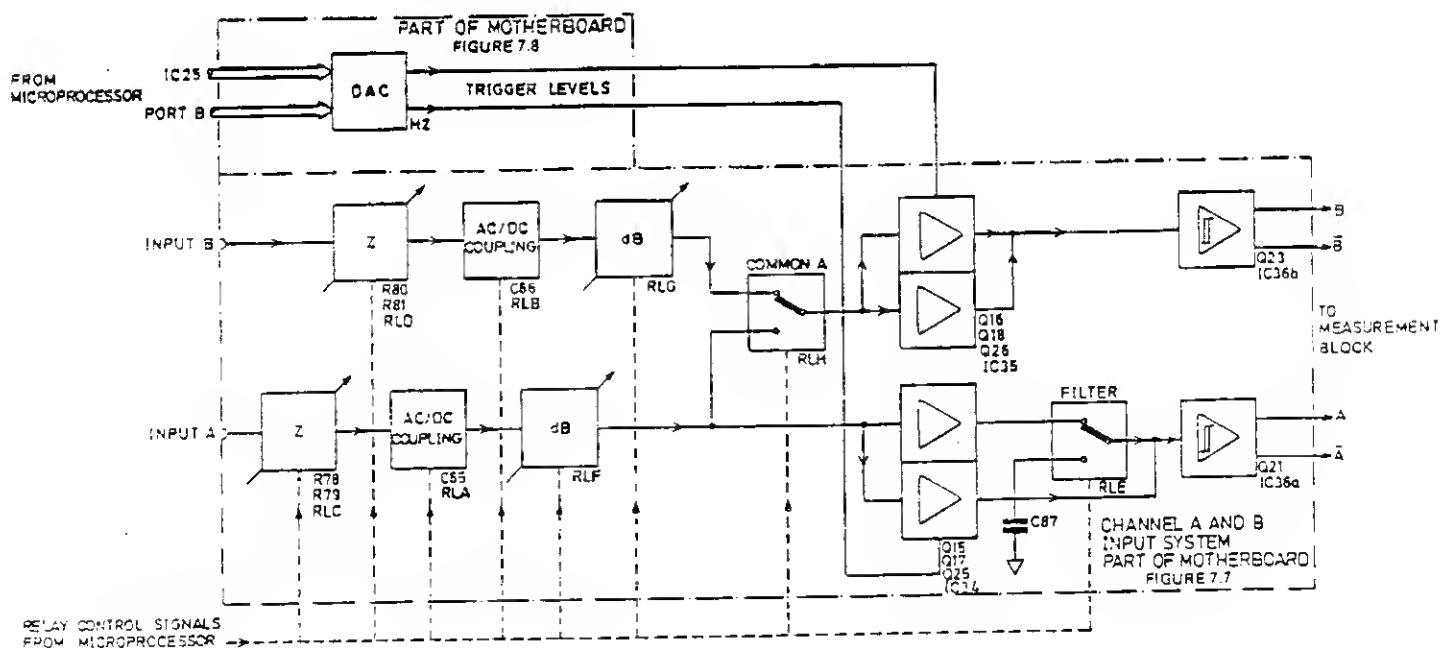 PART OF MOTHERBOARD
FIGURE 7.8
FROM
MICROPROCESSOR
IC25
PORT B
DAC
HZ
TRIGGER LEVELS
INPUT B
Z
R80
R81
RLD
AC/DC
COUPLING
C56
RLB
dB
RLG
COMMON A
RLH
Q16
Q18
Q26
IC35
Q23
IC36b
B
B̅
TO
MEASUREMENT
BLOCK
INPUT A
Z
R78
R79
RLC
AC/DC
COUPLING
C55
RLA
dB
RLF
Q15
Q17
Q25
IC34
FILTER
RLE
C87
Q21
IC36a
A
A̅
CHANNEL A AND B
INPUT SYSTEM
PART OF MOTHERBOARD
FIGURE 7.7
RELAY CONTROL SIGNALS
FROM MICROPROCESSOR